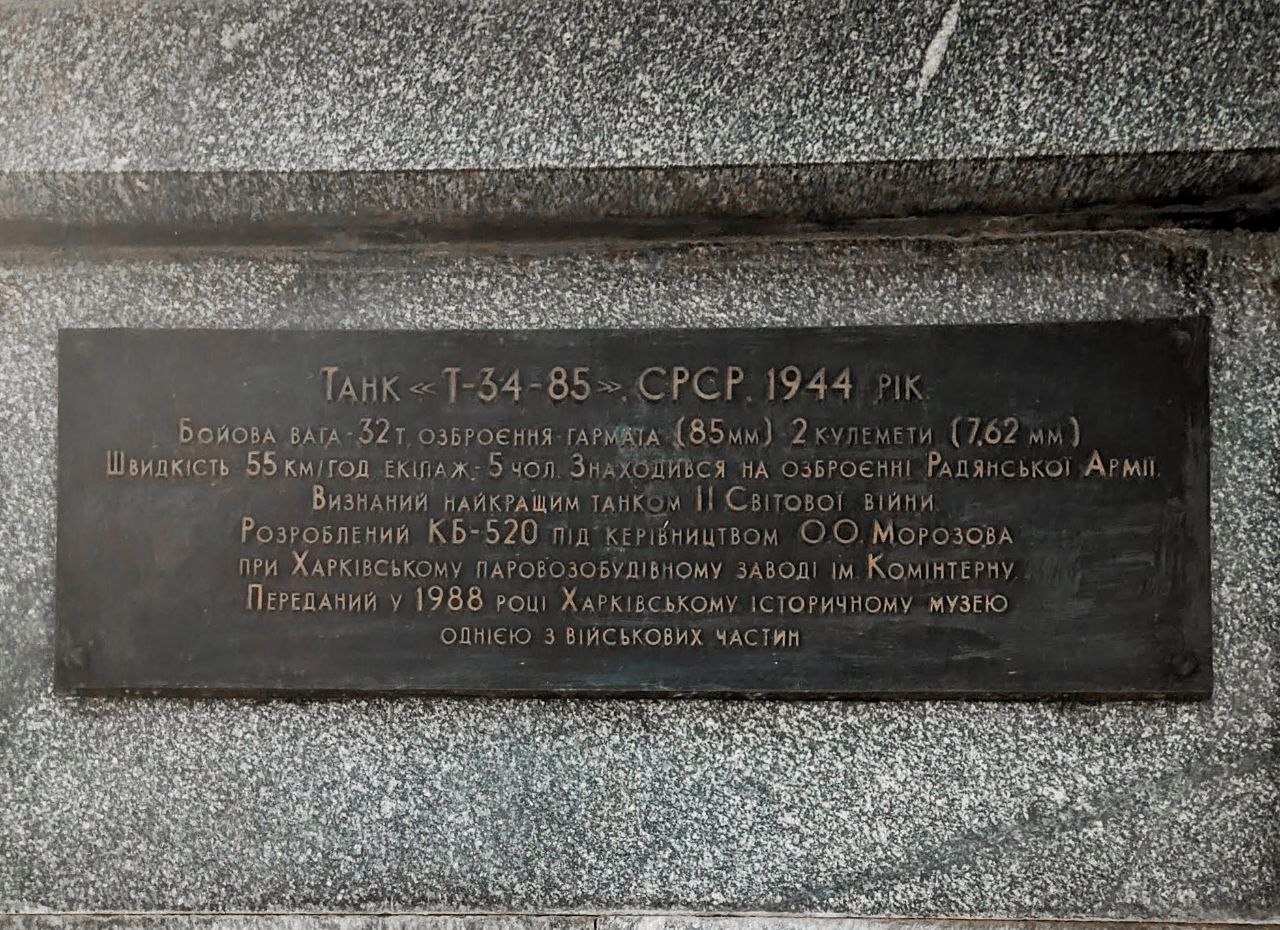 Танк «Т-34-85». СРСР. 1944 рік
Бойова вага-32т, озброєння-гармата (85мм)-2 кулемети (7,62 мм)
Швидкість 55 км/год екіпаж-5 чол. Знаходився на озброєнні Радянської Армії.
Визнаний найкращим танком II Світової війни.
Розроблений КБ-520 під керівництвом О.О.Морозова
при Харківському паровозобудівному заводі ім. Комінтерну.
Переданий у 1988 році Харківському історичному музею
однією з військових частин